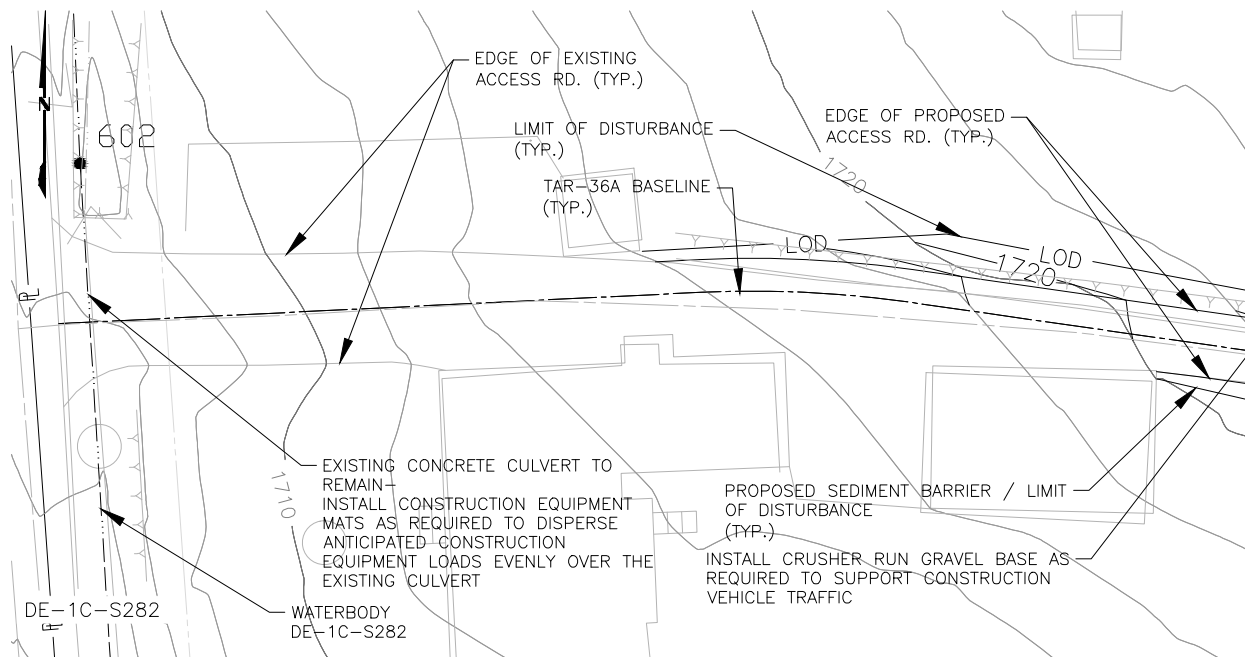 EDGE OF EXISTING
ACCESS RD. (TYP.)
N
602
LIMIT OF DISTURBANCE
(TYP.)
EDGE OF PROPOSED
ACCESS RD. (TYP.)
1720
TAR-36A BASELINE
(TYP.)
LOD
LOD
1720
PL
EXISTING CONCRETE CULVERT TO
REMAIN-
INSTALL CONSTRUCTION EQUIPMENT
MATS AS REQUIRED TO DISPERSE
ANTICIPATED CONSTRUCTION
EQUIPMENT LOADS EVENLY OVER THE
EXISTING CULVERT
1710
PROPOSED SEDIMENT BARRIER / LIMIT
OF DISTURBANCE
(TYP.)
INSTALL CRUSHER RUN GRAVEL BASE AS
REQUIRED TO SUPPORT CONSTRUCTION
VEHICLE TRAFFIC
DE-1C-S282
WATERBODY
DE-1C-S282